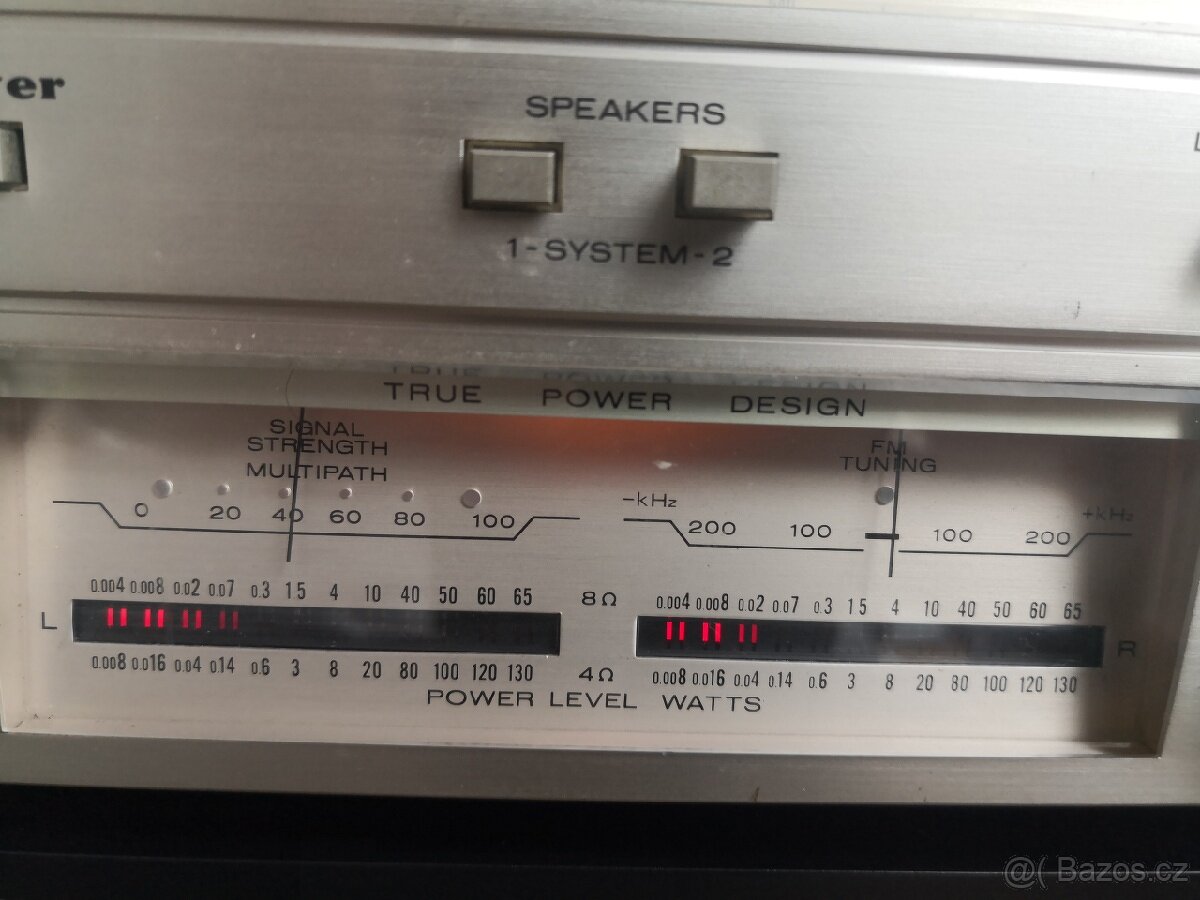 er
SPEAKERS
1-SYSTEM-2
TRUE POWER DESIGN
SIGNAL
STRENGTH
MULTIPATH
0 20 40 60 80 100
FM
TUNING
-kHz +kHz
200 100 100 200
0.004 0.008 0.02 0.07 0.3 1.5 4 10 40 50 60 65
8Ω
0.004 0.008 0.02 0.07 0.3 1.5 4 10 40 50 60 65
L
R
0.008 0.016 0.04 0.14 0.6 3 8 20 80 100 120 130
4Ω
0.008 0.016 0.04 0.14 0.6 3 8 20 80 100 120 130
POWER LEVEL WATTS
@( Bazos.cz